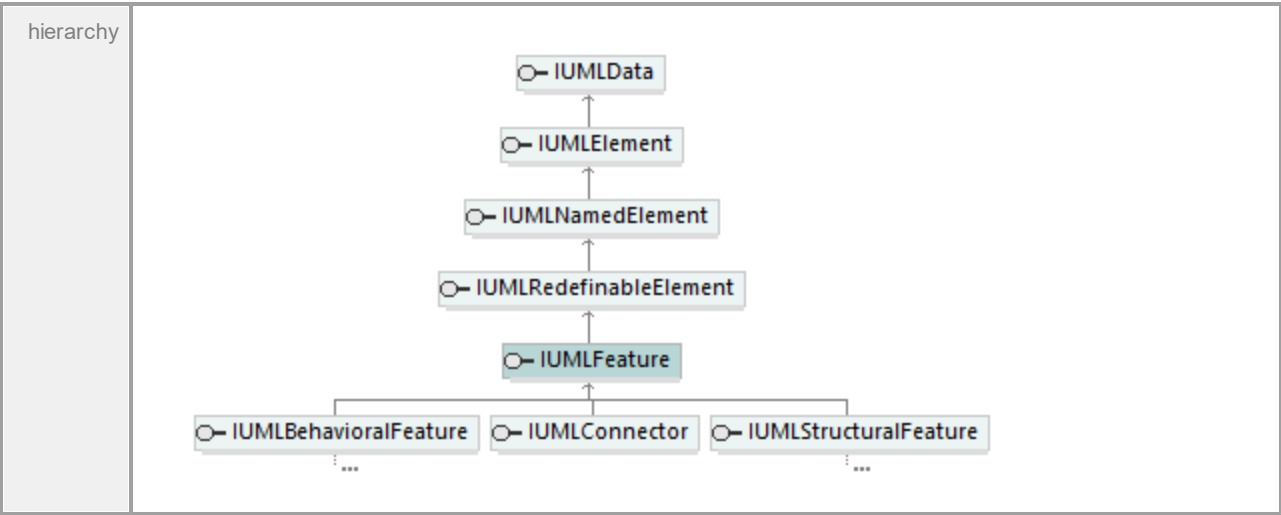 hierarchy
IUMLData
IUMLElement
IUMLNamedElement
IUMLRedefinableElement
IUMLFeature
IUMLBehavioralFeature IUMLConnector IUMLStructuralFeature
... ...